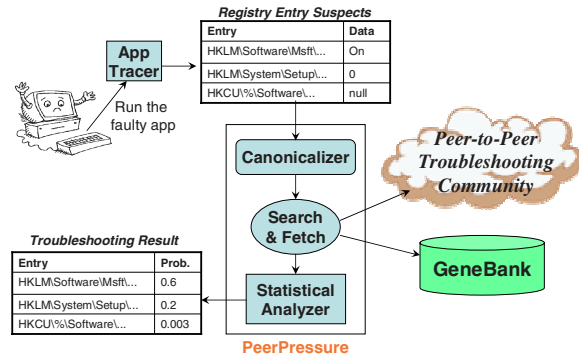 Registry Entry Suspects
Entry Data
HKLM\Software\Msft\... On
HKLM\System\Setup\... 0
HKCU\%\Software\... null
App
Tracer
Run the
faulty app
Canonicalizer
Peer-to-Peer
Troubleshooting
Community
Search
& Fetch
Troubleshooting Result
Entry Prob.
HKLM\Software\Msft\... 0.6
HKLM\System\Setup\... 0.2
HKCU\%\Software\... 0.003
GeneBank
Statistical
Analyzer
PeerPressure